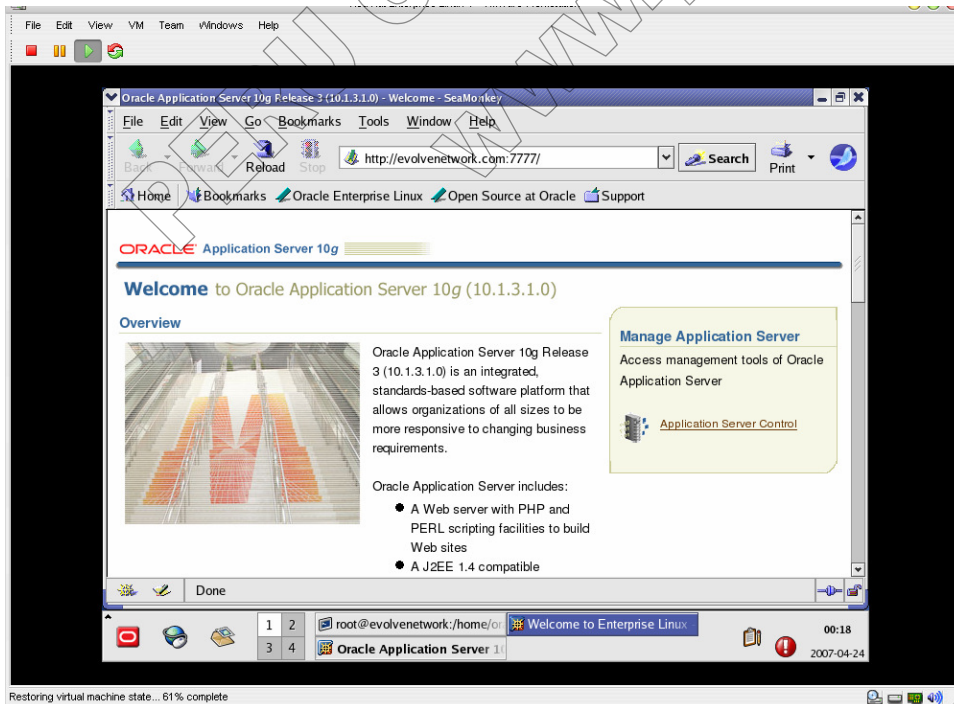 File Edit View VM Team Windows Help
Oracle Application Server 10g Release 3 (10.1.3.1.0) - Welcome - SeaMonkey
File Edit View Go Bookmarks Tools Window Help
Back Forward Reload Stop http://evolvenetwork.com:7777/ Search Print
Home Bookmarks Oracle Enterprise Linux Open Source at Oracle Support
ORACLE Application Server 10g
Welcome to Oracle Application Server 10g (10.1.3.1.0)
Overview
Oracle Application Server 10g Release
3 (10.1.3.1.0) is an integrated,
standards-based software platform that
allows organizations of all sizes to be
more responsive to changing business
requirements.
Oracle Application Server includes:
A Web server with PHP and
PERL scripting facilities to build
Web sites
A J2EE 1.4 compatible
Manage Application Server
Access management tools of Oracle
Application Server
Application Server Control
Done
1 2
3 4
root@evolvenetwork:/home/or
Welcome to Enterprise Linux -
Oracle Application Server 10
00:18
2007-04-24
Restoring virtual machine state... 61% complete
PERU
WWW.